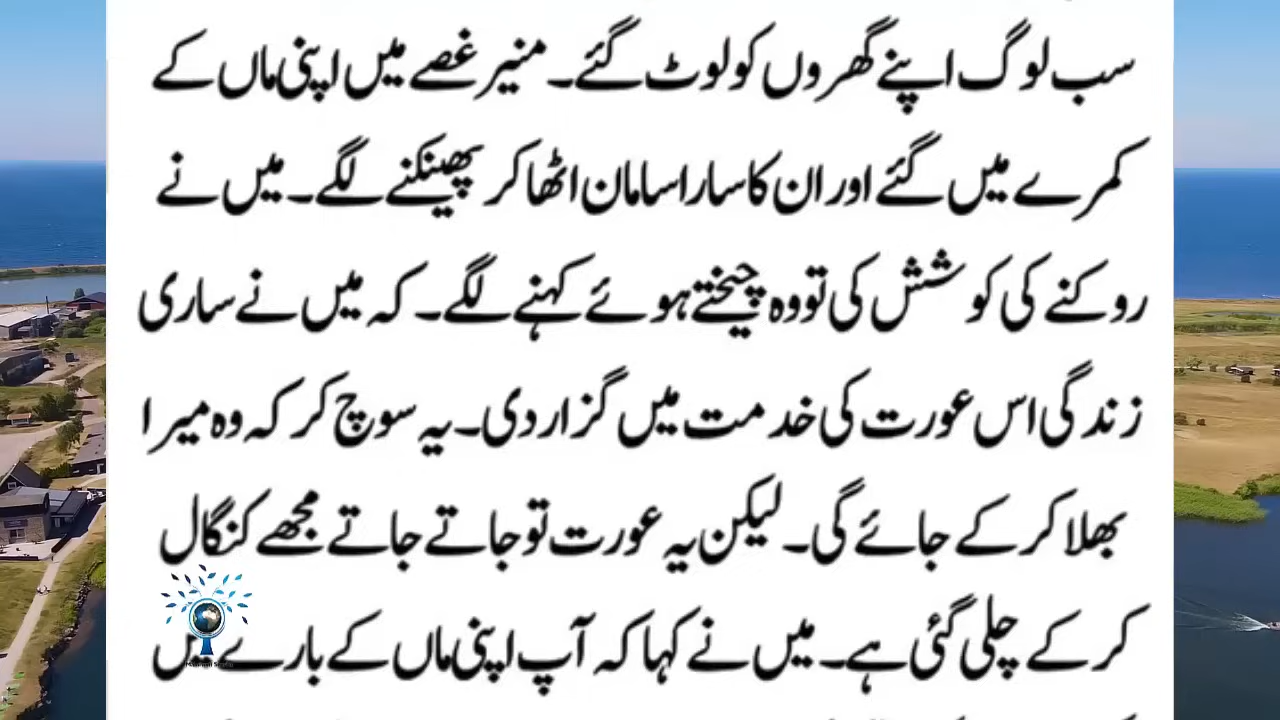 سب لوگ اپنے گھروں کو لوٹ گئے۔ منیر غصے میں اپنی ماں کے
کمرے میں گئے اور ان کا سارا سامان اٹھا کر پھینکنے لگے۔ میں نے
روکنے کی کوشش کی تو وہ چیختے ہوئے کہنے لگے۔ کہ میں نے ساری
زندگی اس عورت کی خدمت میں گزار دی۔ یہ سوچ کر کہ وہ میرا
بھلا کر کے جائے گی۔ لیکن یہ عورت تو جاتے جاتے مجھے کنگال
کر کے چلی گئی ہے۔ میں نے کہا کہ آپ اپنی ماں کے بارے میں